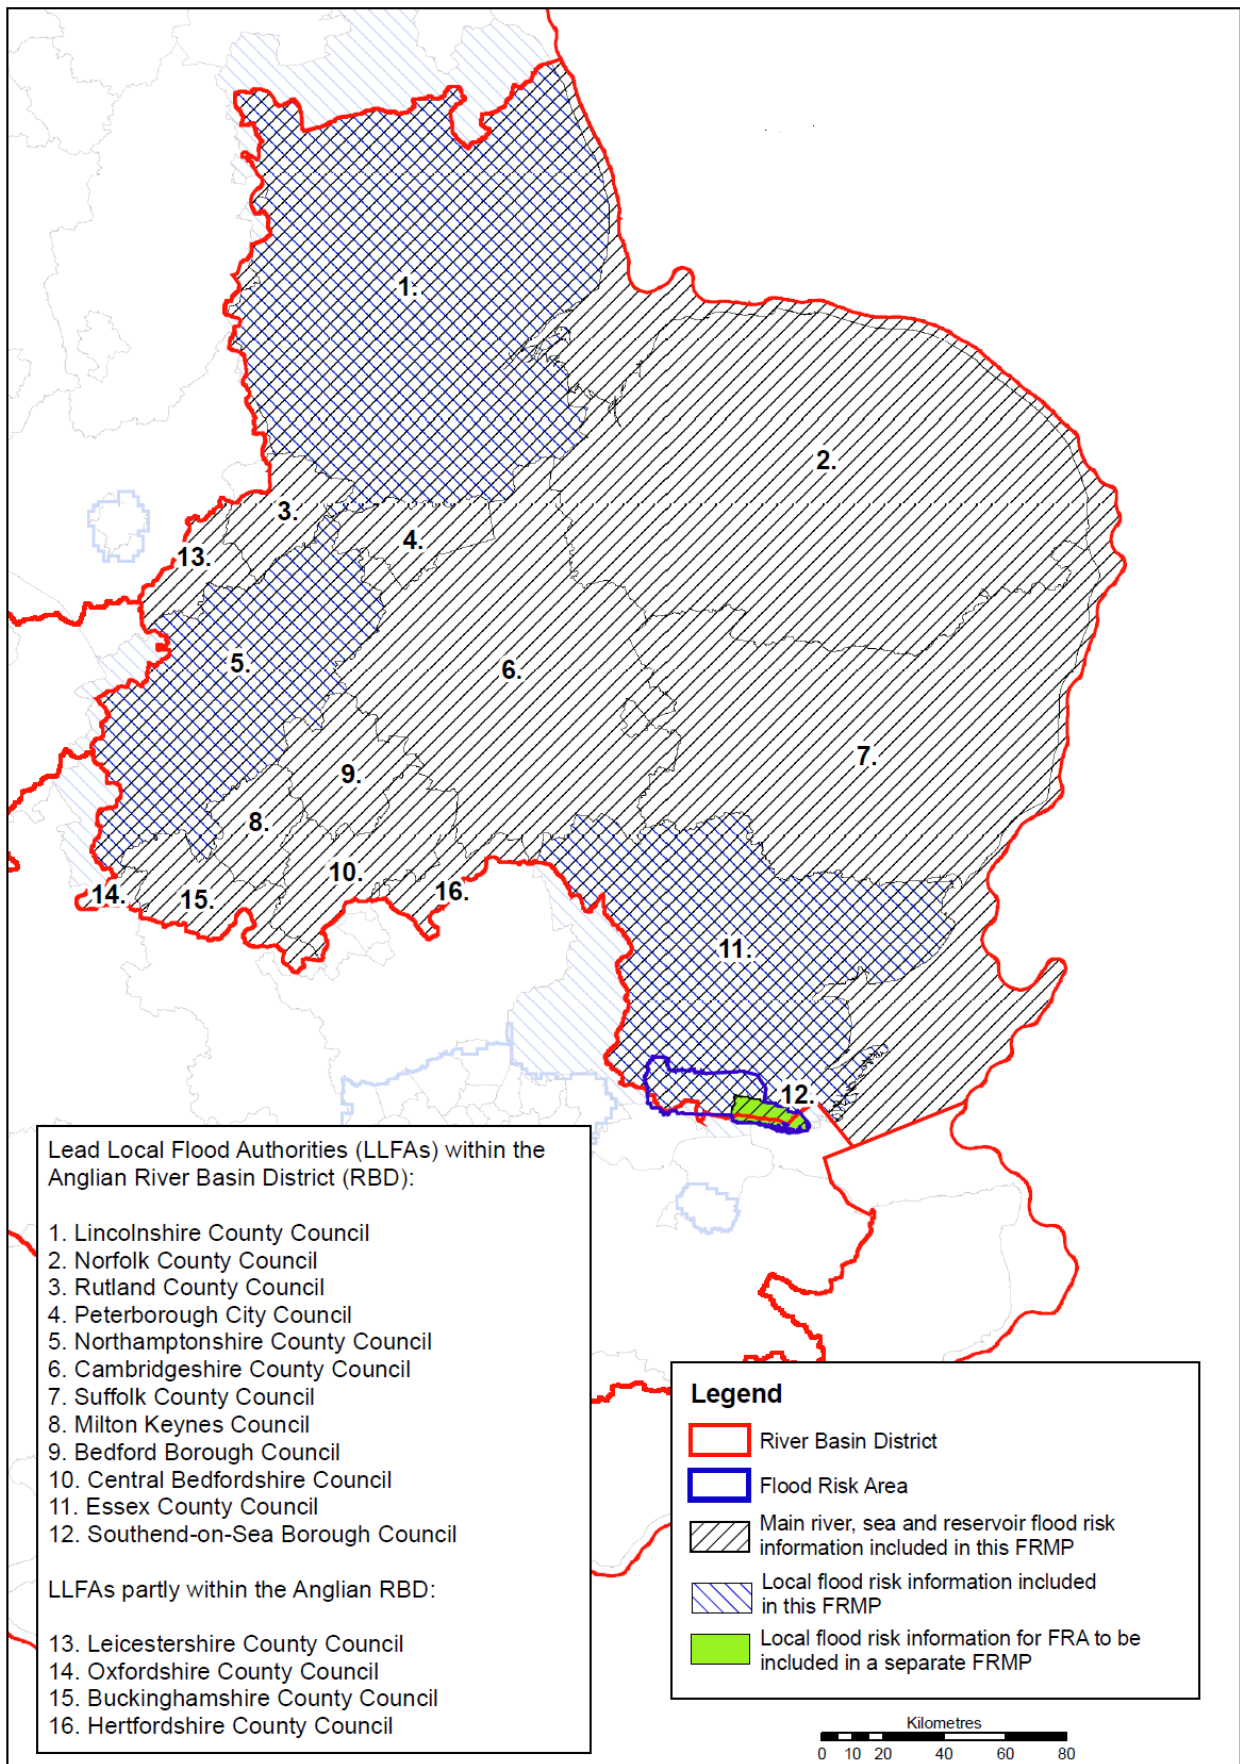 1.
2.
3.
4.
13.
5.
6.
7.
9.
8.
10.
14.
15.
16.
11.
12.
Lead Local Flood Authorities (LLFAs) within the
Anglian River Basin District (RBD):
1. Lincolnshire County Council
2. Norfolk County Council
3. Rutland County Council
4. Peterborough City Council
5. Northamptonshire County Council
6. Cambridgeshire County Council
7. Suffolk County Council
8. Milton Keynes Council
9. Bedford Borough Council
10. Central Bedfordshire Council
11. Essex County Council
12. Southend-on-Sea Borough Council
LLFAs partly within the Anglian RBD:
13. Leicestershire County Council
14. Oxfordshire County Council
15. Buckinghamshire County Council
16. Hertfordshire County Council
Legend
River Basin District
Flood Risk Area
Main river, sea and reservoir flood risk
information included in this FRMP
Local flood risk information included
in this FRMP
Local flood risk information for FRA to be
included in a separate FRMP
Kilometres
0 10 20 40 60 80